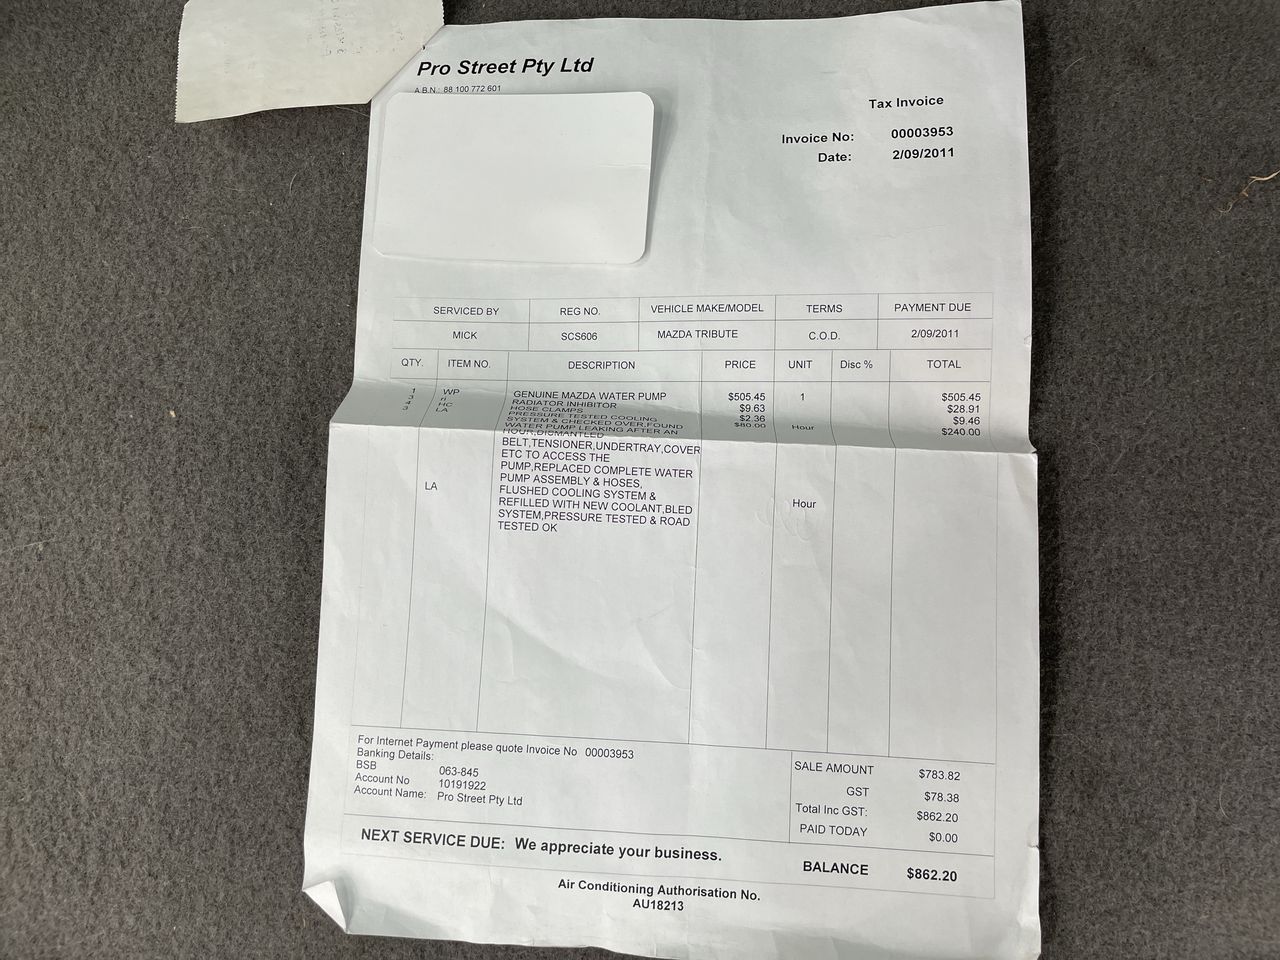 Pro Street Pty Ltd
A.B.N.: 88 100 772 601
Tax Invoice
Invoice No: 00003953
Date: 2/09/2011
SERVICED BY REG NO. VEHICLE MAKE/MODEL TERMS PAYMENT DUE
MICK SCS606 MAZDA TRIBUTE C.O.D. 2/09/2011
QTY. ITEM NO. DESCRIPTION PRICE UNIT Disc % TOTAL
1 WP GENUINE MAZDA WATER PUMP $505.45 1 $505.45
3 ri RADIATOR INHIBITOR $9.63 $28.91
4 HC HOSE CLAMPS $2.36 $9.46
3 LA PRESSURE TESTED COOLING $80.00 Hour $240.00
SYSTEM & CHECKED OVER,FOUND
WATER PUMP LEAKING AFTER AN
HOUR,DISMANTLED
BELT,TENSIONER,UNDERTRAY,COVER
ETC TO ACCESS THE
PUMP,REPLACED COMPLETE WATER
LA PUMP ASSEMBLY & HOSES,
FLUSHED COOLING SYSTEM & Hour
REFILLED WITH NEW COOLANT,BLED
SYSTEM,PRESSURE TESTED & ROAD
TESTED OK
For Internet Payment please quote Invoice No 00003953
Banking Details:
BSB 063-845
Account No 10191922
Account Name: Pro Street Pty Ltd
SALE AMOUNT $783.82
GST $78.38
Total Inc GST: $862.20
PAID TODAY $0.00
NEXT SERVICE DUE: We appreciate your business.
BALANCE $862.20
Air Conditioning Authorisation No.
AU18213